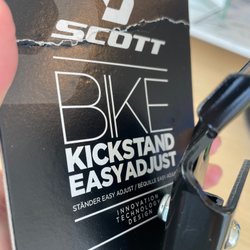 SCOTT
BIKE
KICKSTAND
EASYADJUST
STÄNDER EASY ADJUST / BÉQUILLE EASY ADJUST
INNOVATION
TECHNOLOGY
DESIGN